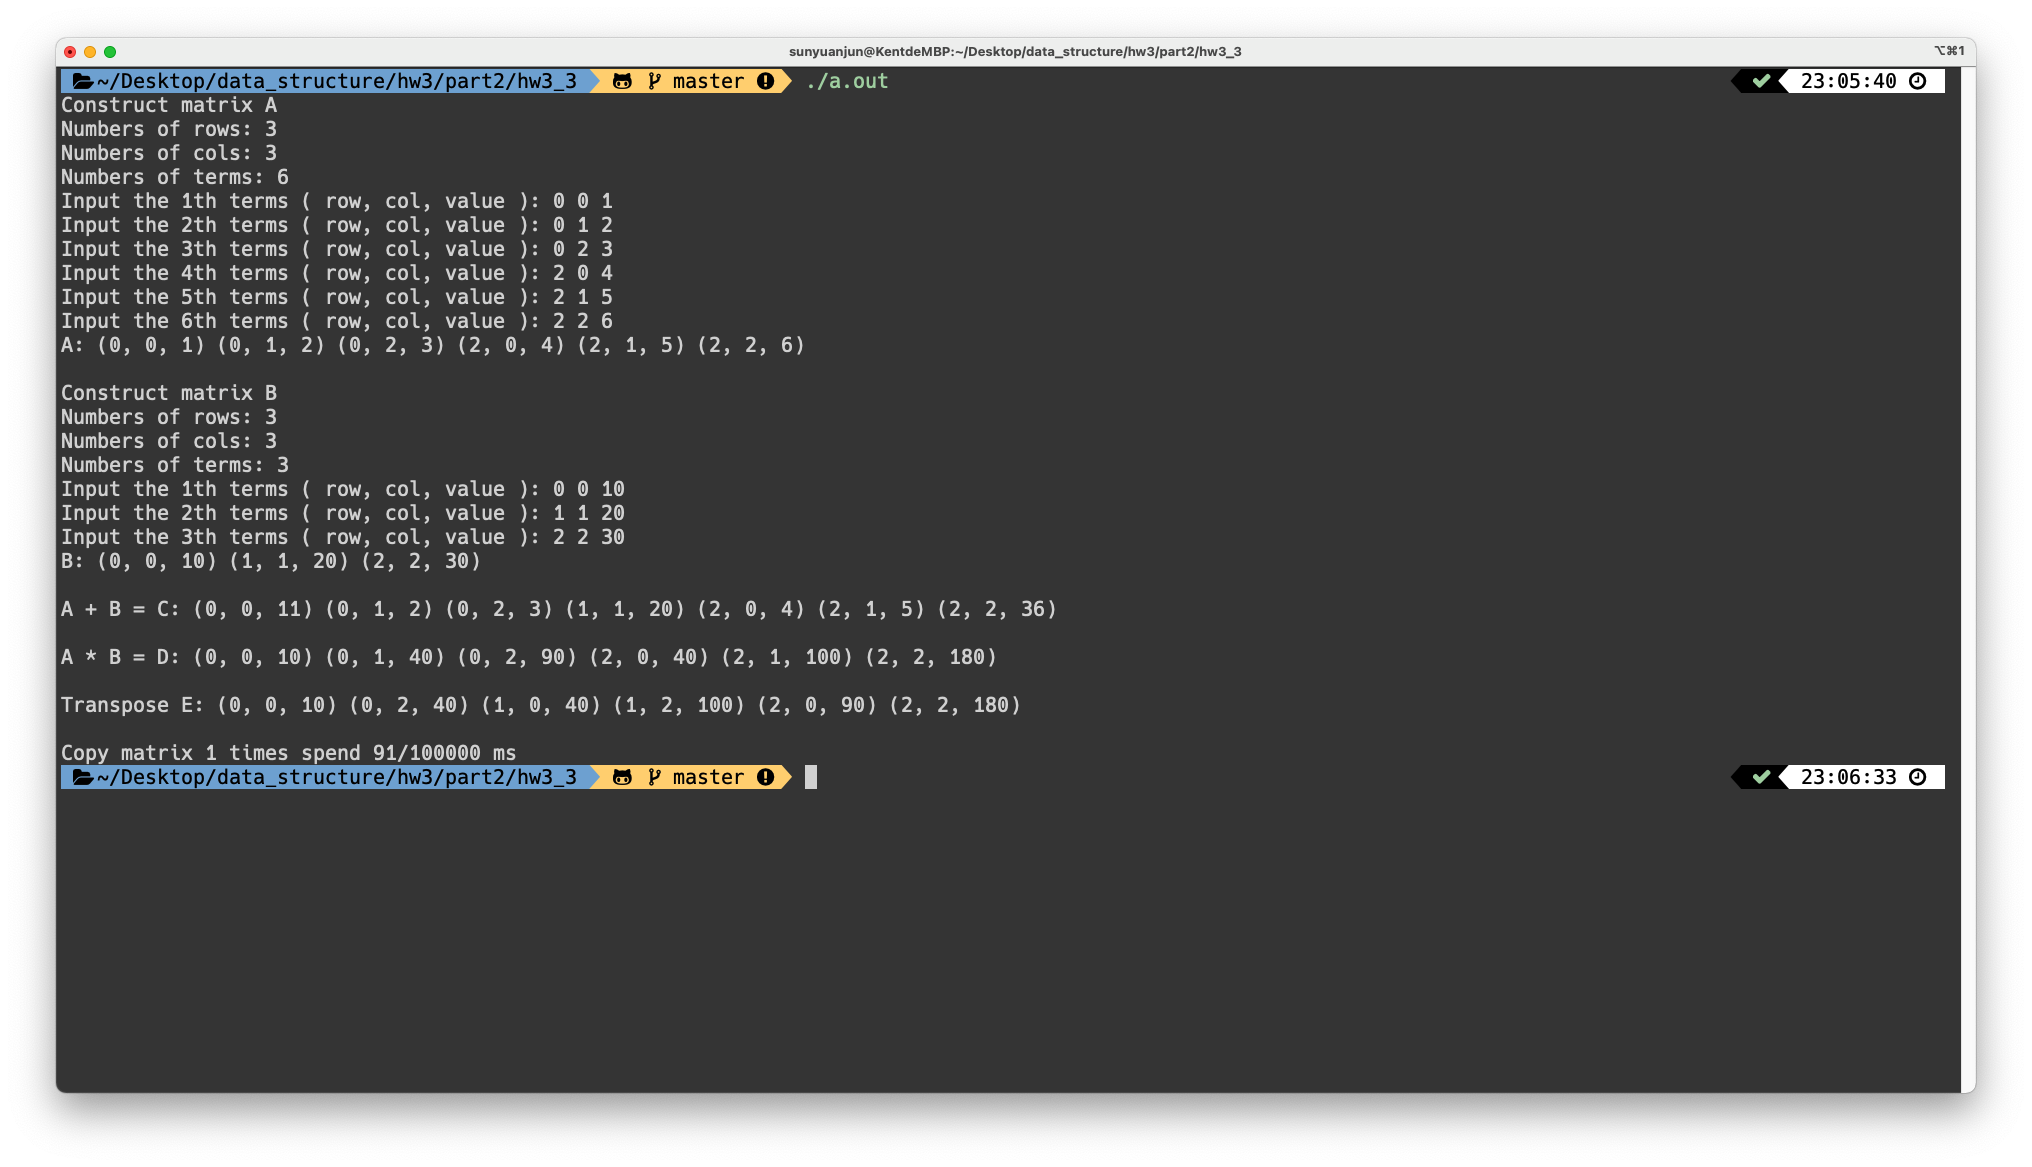 sunyuanjun@KentdeMBP:~/Desktop/data_structure/hw3/part2/hw3_3 ⌥⌘1
~/Desktop/data_structure/hw3/part2/hw3_3 master ./a.out 23:05:40
Construct matrix A
Numbers of rows: 3
Numbers of cols: 3
Numbers of terms: 6
Input the 1th terms ( row, col, value ): 0 0 1
Input the 2th terms ( row, col, value ): 0 1 2
Input the 3th terms ( row, col, value ): 0 2 3
Input the 4th terms ( row, col, value ): 2 0 4
Input the 5th terms ( row, col, value ): 2 1 5
Input the 6th terms ( row, col, value ): 2 2 6
A: (0, 0, 1) (0, 1, 2) (0, 2, 3) (2, 0, 4) (2, 1, 5) (2, 2, 6)
Construct matrix B
Numbers of rows: 3
Numbers of cols: 3
Numbers of terms: 3
Input the 1th terms ( row, col, value ): 0 0 10
Input the 2th terms ( row, col, value ): 1 1 20
Input the 3th terms ( row, col, value ): 2 2 30
B: (0, 0, 10) (1, 1, 20) (2, 2, 30)
A + B = C: (0, 0, 11) (0, 1, 2) (0, 2, 3) (1, 1, 20) (2, 0, 4) (2, 1, 5) (2, 2, 36)
A * B = D: (0, 0, 10) (0, 1, 40) (0, 2, 90) (2, 0, 40) (2, 1, 100) (2, 2, 180)
Transpose E: (0, 0, 10) (0, 2, 40) (1, 0, 40) (1, 2, 100) (2, 0, 90) (2, 2, 180)
Copy matrix 1 times spend 91/100000 ms
~/Desktop/data_structure/hw3/part2/hw3_3 master 23:06:33